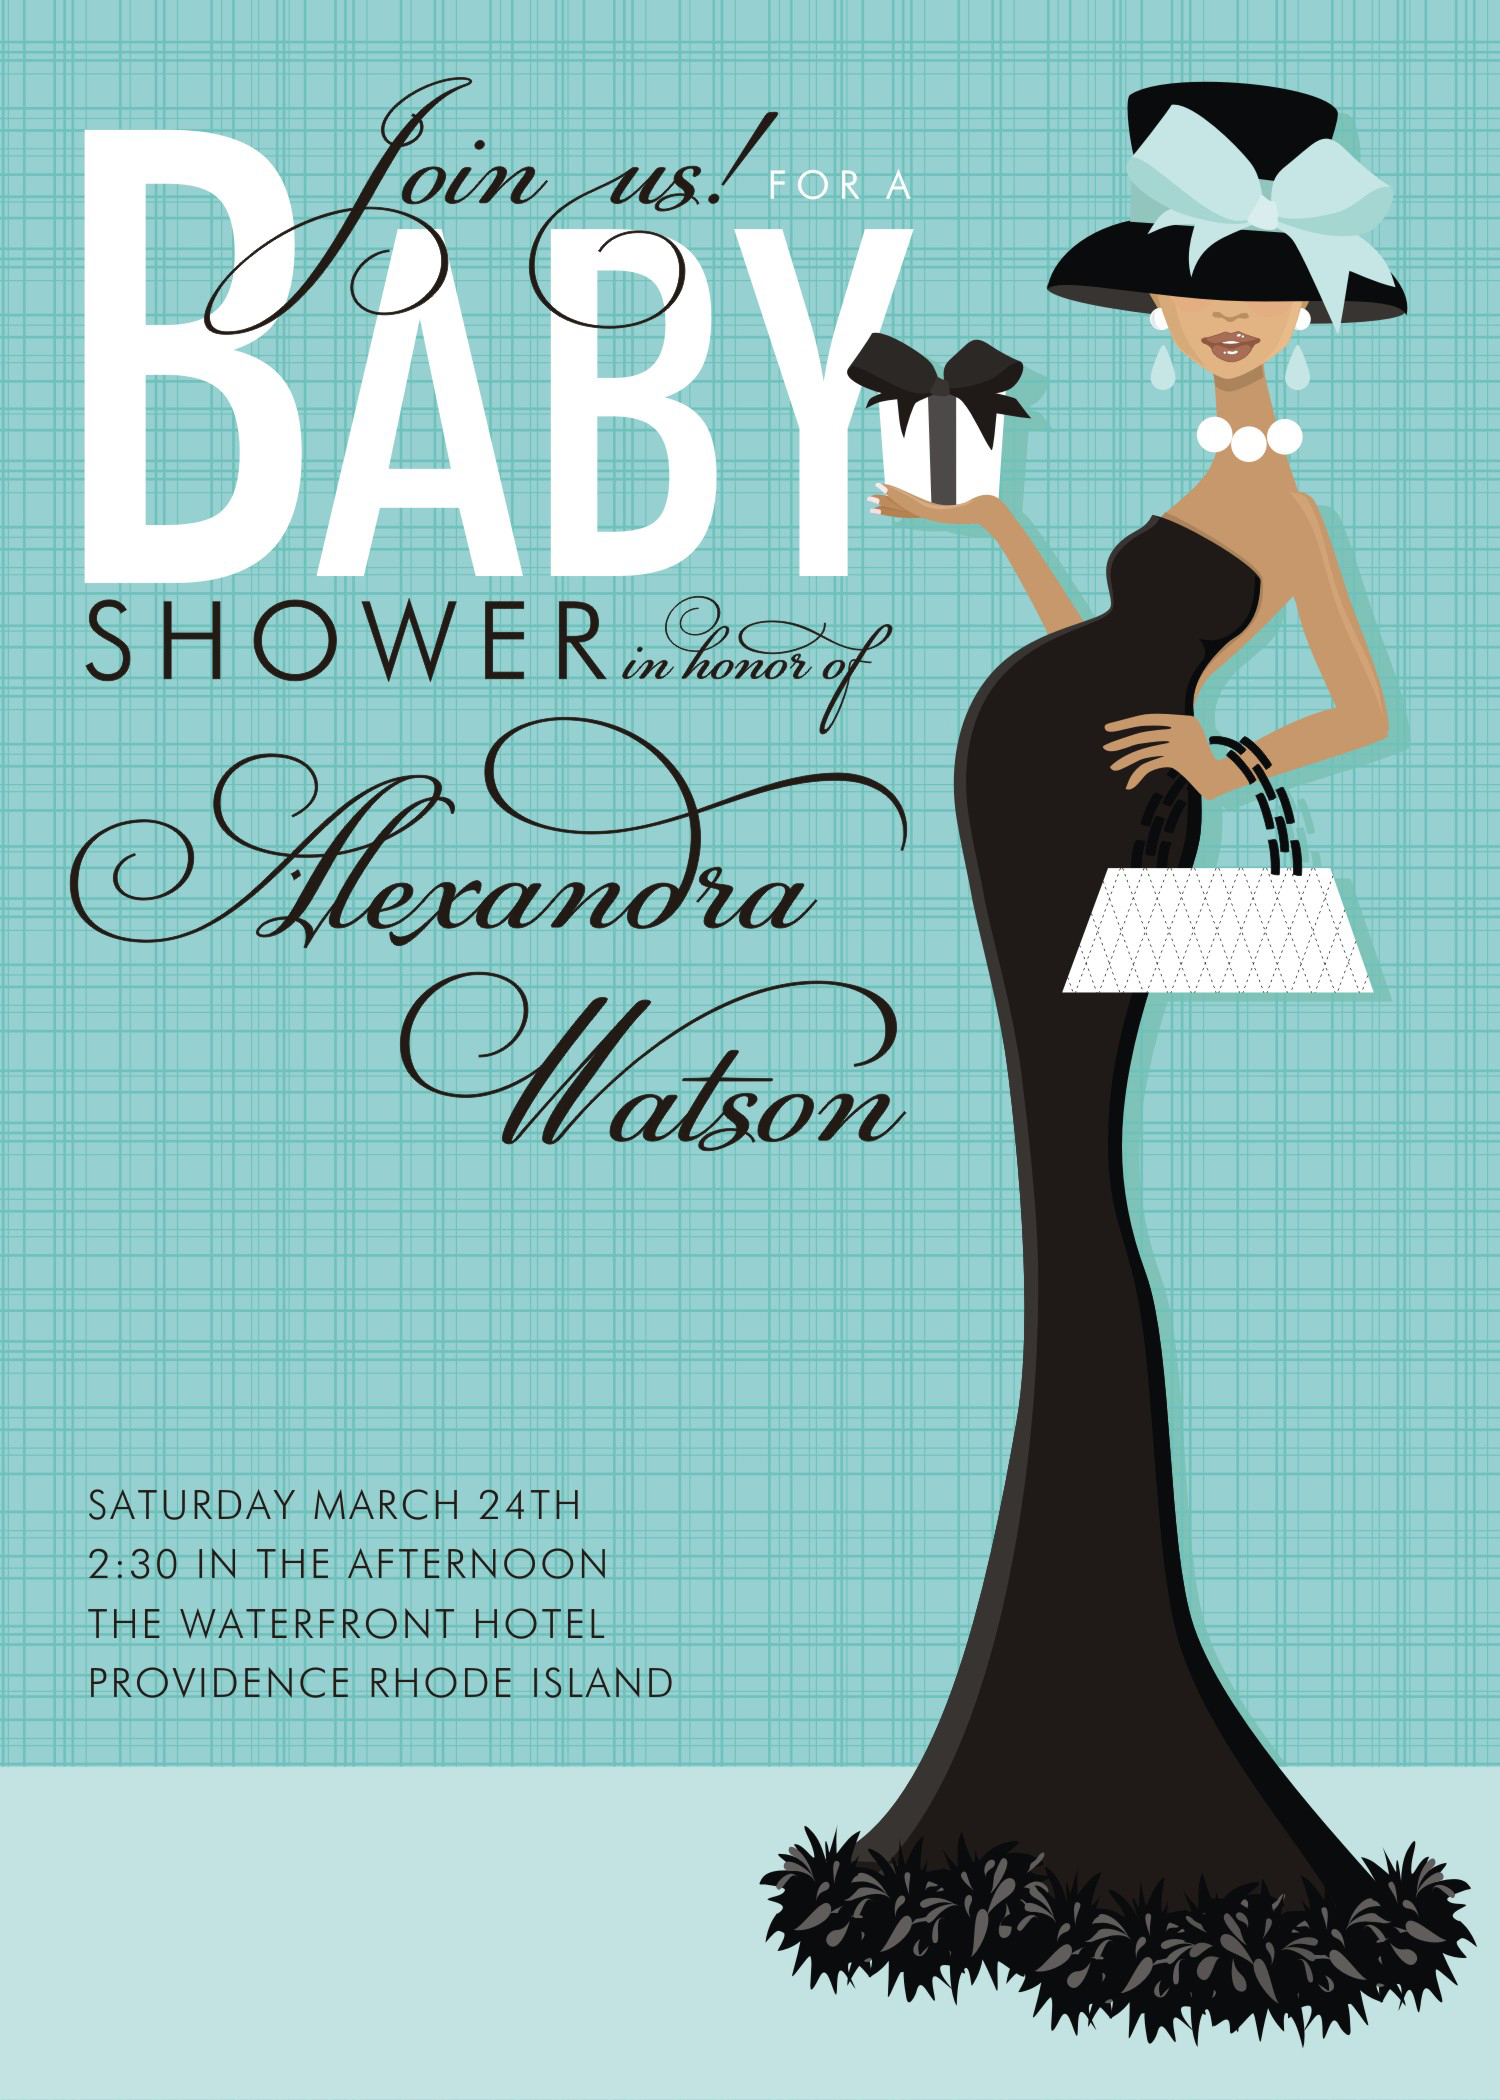 Join us! FOR A
BABY
SHOWER in honor of
Alexandra
Watson
SATURDAY MARCH 24TH
2:30 IN THE AFTERNOON
THE WATERFRONT HOTEL
PROVIDENCE RHODE ISLAND